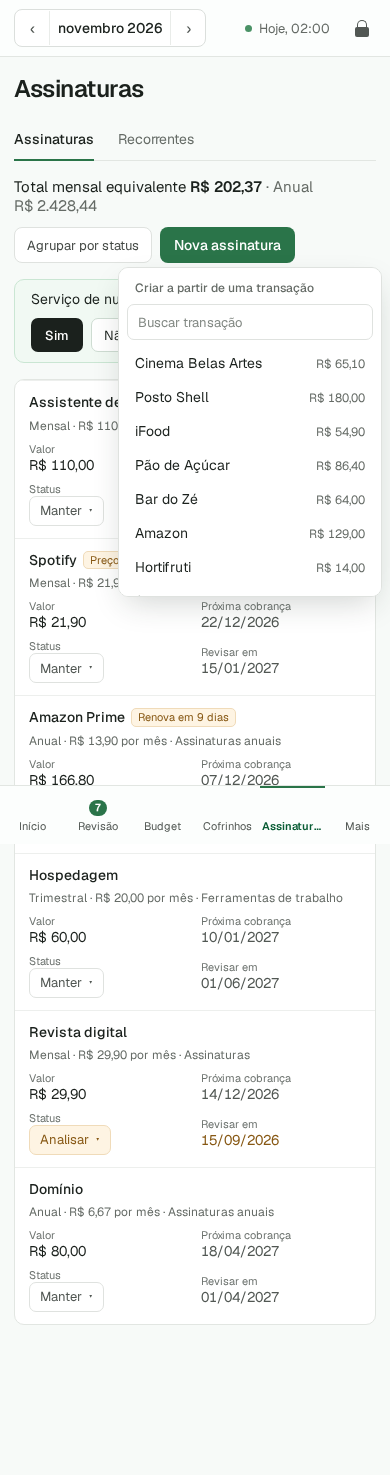 ‹ novembro 2026 › Hoje, 02:00
Assinaturas
Assinaturas Recorrentes
Total mensal equivalente R$ 202,37 · Anual
R$ 2.428,44
Agrupar por status Nova assinatura
Serviço de
Sim
Criar a partir de uma transação
Buscar transação
Cinema Belas Artes R$ 65,10
Posto Shell R$ 180,00
iFood R$ 54,90
Pão de Açúcar R$ 86,40
Bar do Zé R$ 64,00
Amazon R$ 129,00
Hortifruti R$ 14,00
Assistente
Mensal · R$ 110
Valor
R$ 110,00
Status
Manter
Spotify Preço
Mensal · R$ 21,9
Valor Próxima cobrança
R$ 21,90 22/12/2026
Status Revisar em
Manter 15/01/2027
Amazon Prime Renova em 9 dias
Anual · R$ 13,90 por mês · Assinaturas anuais
Valor Próxima cobrança
R$ 166,80 07/12/2026
7
Início Revisão Budget Cofrinhos Assinatur... Mais
Hospedagem
Trimestral · R$ 20,00 por mês · Ferramentas de trabalho
Valor Próxima cobrança
R$ 60,00 10/01/2027
Status Revisar em
Manter 01/06/2027
Revista digital
Mensal · R$ 29,90 por mês · Assinaturas
Valor Próxima cobrança
R$ 29,90 14/12/2026
Status Revisar em
Analisar 15/09/2026
Domínio
Anual · R$ 6,67 por mês · Assinaturas anuais
Valor Próxima cobrança
R$ 80,00 18/04/2027
Status Revisar em
Manter 01/04/2027